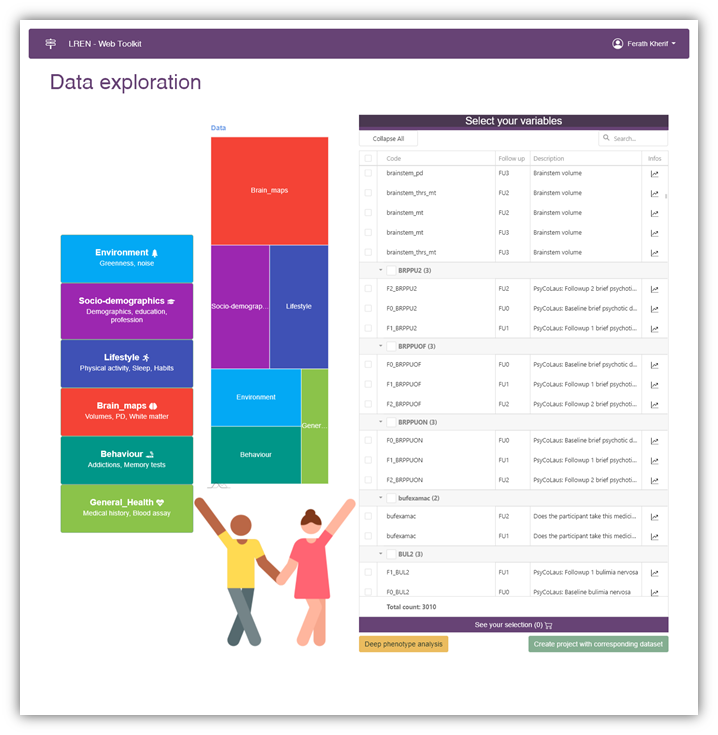 LREN - Web Toolkit
Ferath Kherif
Data exploration
Environment
Greenness, noise
Socio-demographics
Demographics, education,
profession
Lifestyle
Physical activity, Sleep, Habits
Brain_maps
Volumes, PD, White matter
Behaviour
Addictions, Memory tests
General_Health
Medical history, Blood assay
Data
Brain_maps
Socio-demograp...
Lifestyle
Environment
Behaviour
Gener...
Select your variables
Collapse All
Search...
Code Follow up Description Infos
brainstem_pd FU3 Brainstem volume
brainstem_thrs_mt FU2 Brainstem volume
brainstem_mt FU2 Brainstem volume
brainstem_mt FU3 Brainstem volume
brainstem_thrs_mt FU3 Brainstem volume
BRPPU2 (3)
F2_BRPPU2 FU2 PsyCoLaus: Followup 2 brief psychoti...
F0_BRPPU2 FU0 PsyCoLaus: Baseline brief psychotic d...
F1_BRPPU2 FU1 PsyCoLaus: Followup 1 brief psychoti...
BRPPUOF (3)
F0_BRPPUOF FU0 PsyCoLaus: Baseline brief psychotic d...
F1_BRPPUOF FU1 PsyCoLaus: Followup 1 brief psychoti...
F2_BRPPUOF FU2 PsyCoLaus: Followup 2 brief psychoti...
BRPPUON (3)
F0_BRPPUON FU0 PsyCoLaus: Baseline brief psychotic d...
F1_BRPPUON FU1 PsyCoLaus: Followup 1 brief psychoti...
F2_BRPPUON FU2 PsyCoLaus: Followup 2 brief psychoti...
bufexamac (2)
bufexamac FU2 Does the participant take this medici...
bufexamac FU1 Does the participant take this medici...
BUL2 (3)
F1_BUL2 FU1 PsyCoLaus: Followup 1 bulimia nervosa
F0_BUL2 FU0 PsyCoLaus: Baseline bulimia nervosa
Total count: 3010
See your selection (0)
Deep phenotype analysis
Create project with corresponding dataset